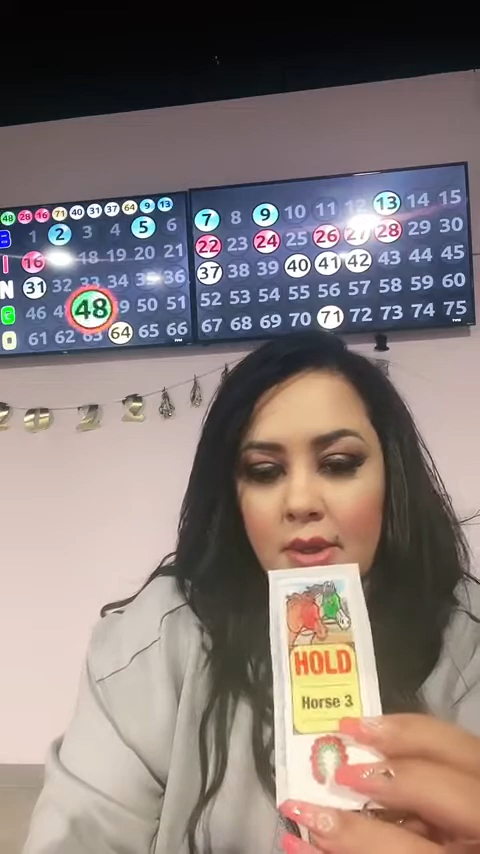 48 28 16 71 40 31 37 64 9 13
B 1 2 3 4 5 6 7 8 9 10 11 12 13 14 15
I 16 18 19 20 21 22 23 24 25 26 27 28 29 30
N 31 32 33 34 35 36 37 38 39 40 41 42 43 44 45
G 46 48 50 51 52 53 54 55 56 57 58 59 60
O 61 62 63 64 65 66 67 68 69 70 71 72 73 74 75
2022
HOLD
Horse 3